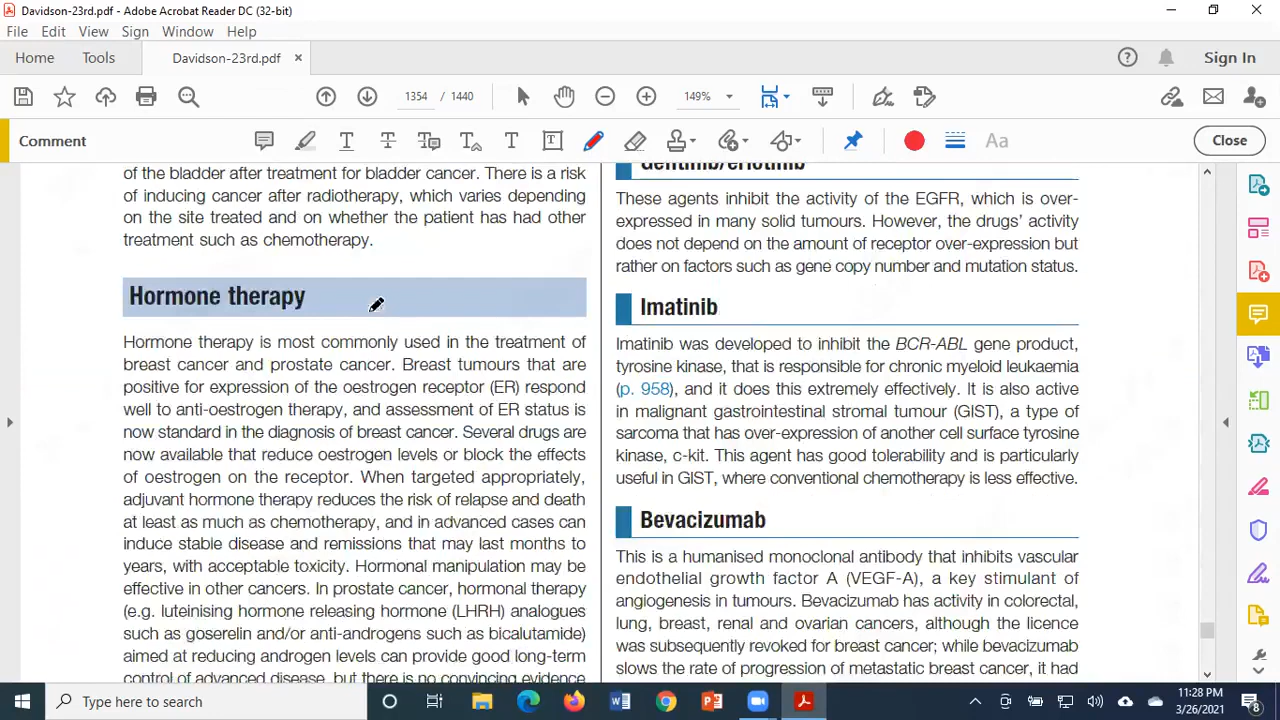 Davidson-23rd.pdf - Adobe Acrobat Reader DC (32-bit)
File Edit View Sign Window Help
Home Tools Davidson-23rd.pdf × Sign In
1354 / 1440 149%
Comment Aa Close
of the bladder after treatment for bladder cancer. There is a risk
of inducing cancer after radiotherapy, which varies depending
on the site treated and on whether the patient has had other
treatment such as chemotherapy.
Hormone therapy
Hormone therapy is most commonly used in the treatment of
breast cancer and prostate cancer. Breast tumours that are
positive for expression of the oestrogen receptor (ER) respond
well to anti-oestrogen therapy, and assessment of ER status is
now standard in the diagnosis of breast cancer. Several drugs are
now available that reduce oestrogen levels or block the effects
of oestrogen on the receptor. When targeted appropriately,
adjuvant hormone therapy reduces the risk of relapse and death
at least as much as chemotherapy, and in advanced cases can
induce stable disease and remissions that may last months to
years, with acceptable toxicity. Hormonal manipulation may be
effective in other cancers. In prostate cancer, hormonal therapy
(e.g. luteinising hormone releasing hormone (LHRH) analogues
such as goserelin and/or anti-androgens such as bicalutamide)
aimed at reducing androgen levels can provide good long-term
control of advanced disease, but there is no convincing evidence
Gefitinib/erlotinib
These agents inhibit the activity of the EGFR, which is over-
expressed in many solid tumours. However, the drugs' activity
does not depend on the amount of receptor over-expression but
rather on factors such as gene copy number and mutation status.
Imatinib
Imatinib was developed to inhibit the BCR-ABL gene product,
tyrosine kinase, that is responsible for chronic myeloid leukaemia
(p. 958), and it does this extremely effectively. It is also active
in malignant gastrointestinal stromal tumour (GIST), a type of
sarcoma that has over-expression of another cell surface tyrosine
kinase, c-kit. This agent has good tolerability and is particularly
useful in GIST, where conventional chemotherapy is less effective.
Bevacizumab
This is a humanised monoclonal antibody that inhibits vascular
endothelial growth factor A (VEGF-A), a key stimulant of
angiogenesis in tumours. Bevacizumab has activity in colorectal,
lung, breast, renal and ovarian cancers, although the licence
was subsequently revoked for breast cancer; while bevacizumab
slows the rate of progression of metastatic breast cancer, it had
Type here to search
11:28 PM
3/26/2021
8